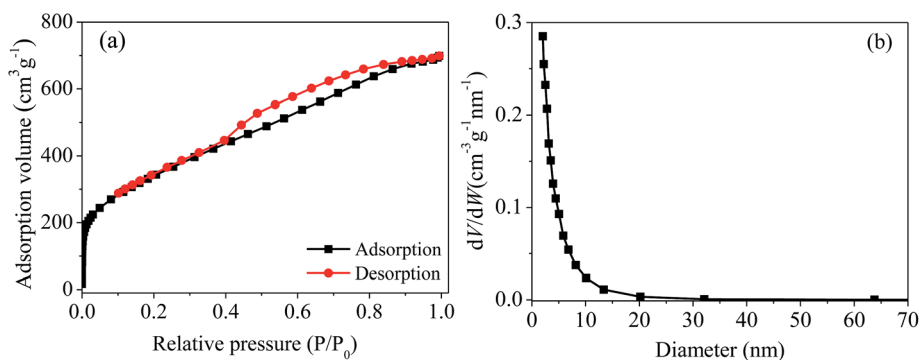 (a)
Adsorption volume (cm³ g⁻¹)
800
600
400
200
0
Adsorption
Desorption
0.0 0.2 0.4 0.6 0.8 1.0
Relative pressure (P/P₀)
(b)
dV/dW(cm⁻³g⁻¹nm⁻¹)
0.3
0.2
0.1
0.0
0 10 20 30 40 50 60 70
Diameter (nm)